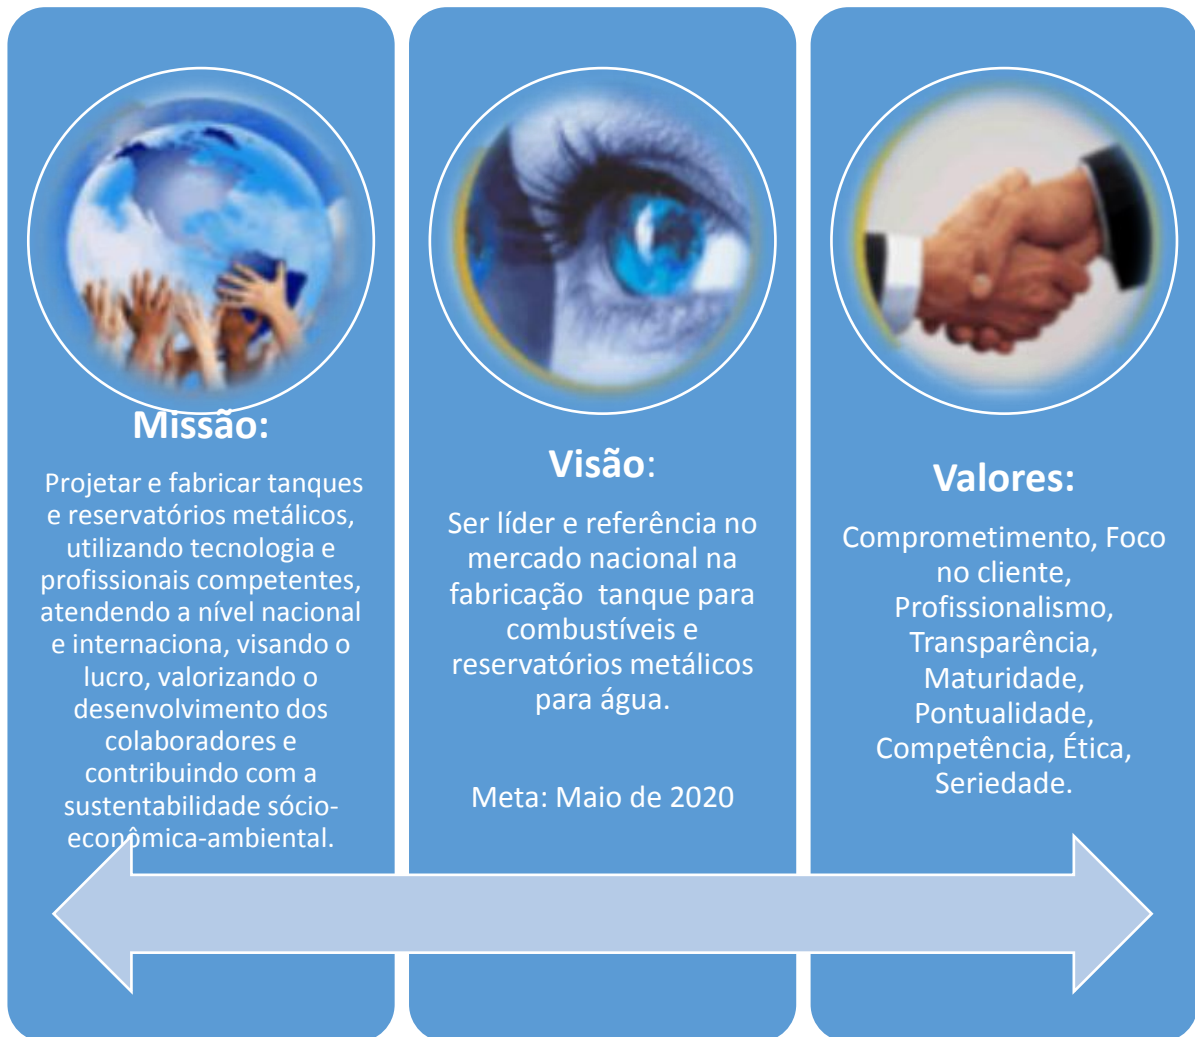 Missão:
Projetar e fabricar tanques
e reservatórios metálicos,
utilizando tecnologia e
profissionais competentes,
atendendo a nível nacional
e internaciona, visando o
lucro, valorizando o
desenvolvimento dos
colaboradores e
contribuindo com a
sustentabilidade sócio-
econômica-ambiental.
Visão:
Ser líder e referência no
mercado nacional na
fabricação  tanque para
combustíveis e
reservatórios metálicos
para água.
Meta: Maio de 2020
Valores:
Comprometimento, Foco
no cliente,
Profissionalismo,
Transparência,
Maturidade,
Pontualidade,
Competência, Ética,
Seriedade.